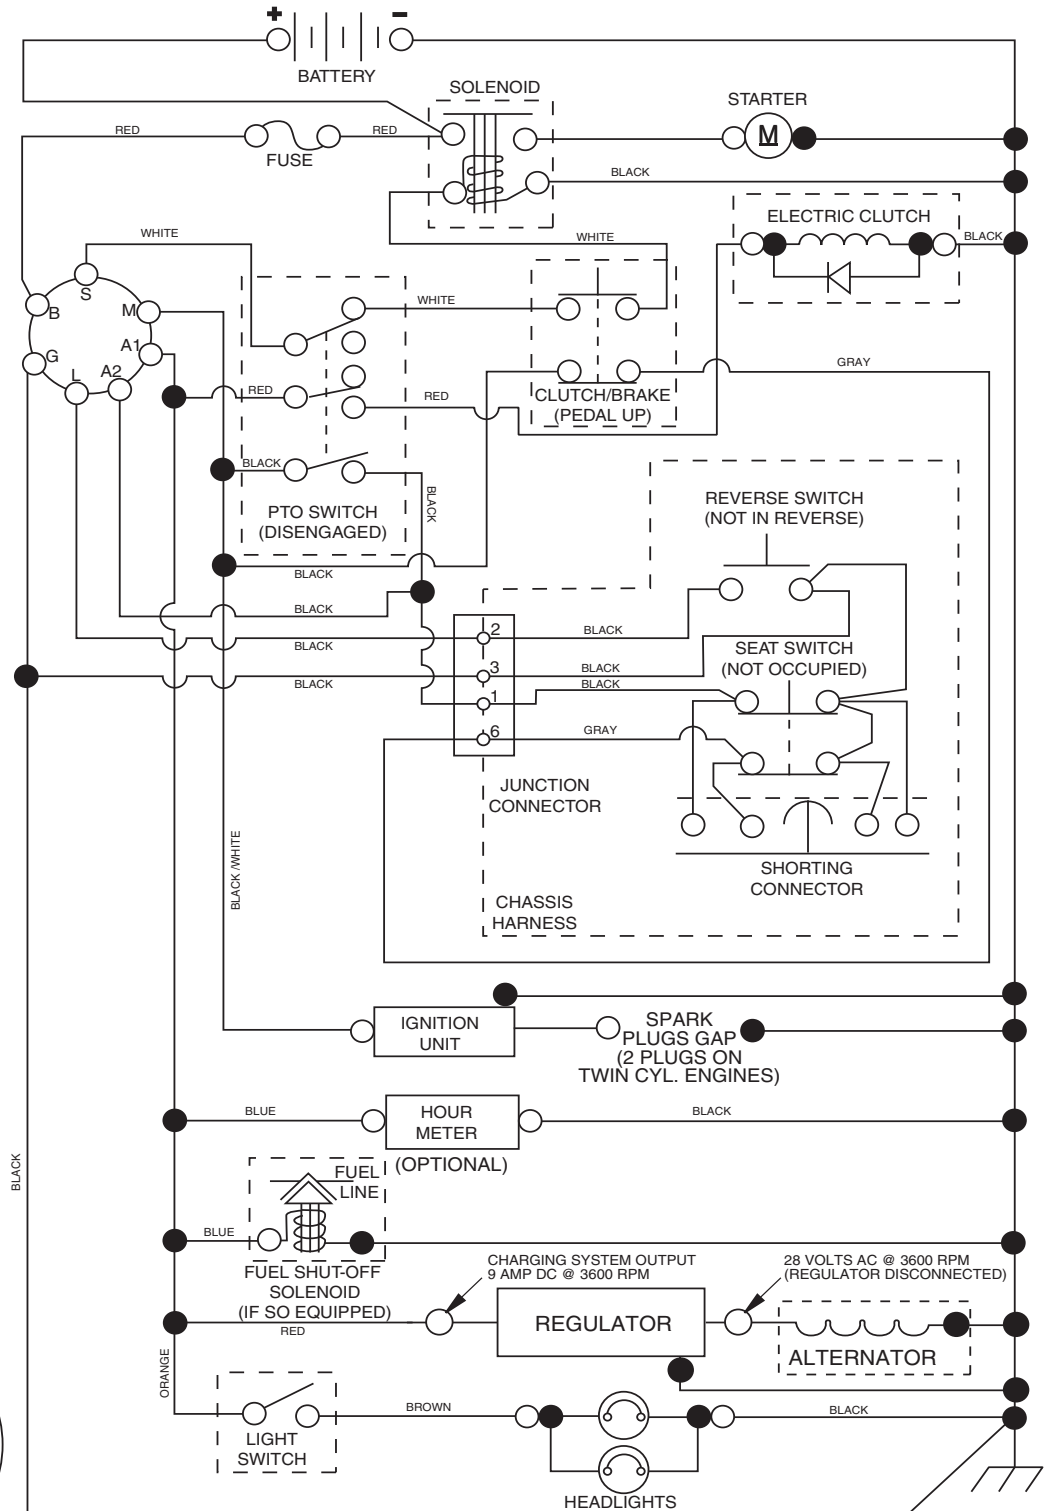 + −
BATTERY
SOLENOID
STARTER
RED
RED
M
FUSE
BLACK
ELECTRIC CLUTCH
WHITE
WHITE
BLACK
S
B
M
WHITE
G
A1
L
A2
GRAY
RED
RED
CLUTCH/BRAKE
(PEDAL UP)
BLACK
BLACK
REVERSE SWITCH
(NOT IN REVERSE)
PTO SWITCH
(DISENGAGED)
BLACK
BLACK
2
BLACK
BLACK
SEAT SWITCH
(NOT OCCUPIED)
3
BLACK
BLACK
BLACK
1
6
GRAY
JUNCTION
CONNECTOR
BLACK /WHITE
SHORTING
CONNECTOR
CHASSIS
HARNESS
IGNITION
UNIT
SPARK
PLUGS GAP
(2 PLUGS ON
TWIN CYL. ENGINES)
BLUE
HOUR
METER
BLACK
(OPTIONAL)
BLACK
FUEL
LINE
BLUE
FUEL SHUT-OFF
SOLENOID
(IF SO EQUIPPED)
CHARGING SYSTEM OUTPUT
9 AMP DC @ 3600 RPM
28 VOLTS AC @ 3600 RPM
(REGULATOR DISCONNECTED)
RED
REGULATOR
ALTERNATOR
ORANGE
BROWN
BLACK
LIGHT
SWITCH
HEADLIGHTS